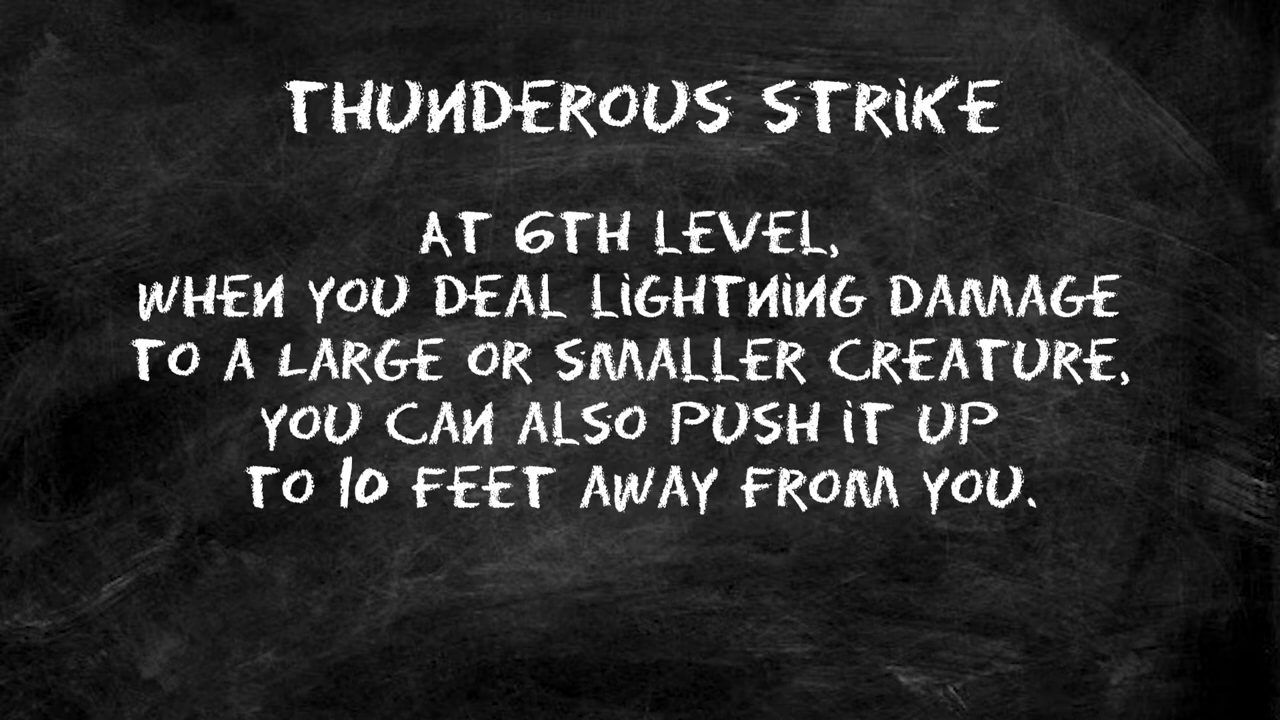 THUNDEROUS STRIKE
AT 6TH LEVEL,
WHEN YOU DEAL LIGHTNING DAMAGE
TO A LARGE OR SMALLER CREATURE,
YOU CAN ALSO PUSH IT UP
TO 10 FEET AWAY FROM YOU.